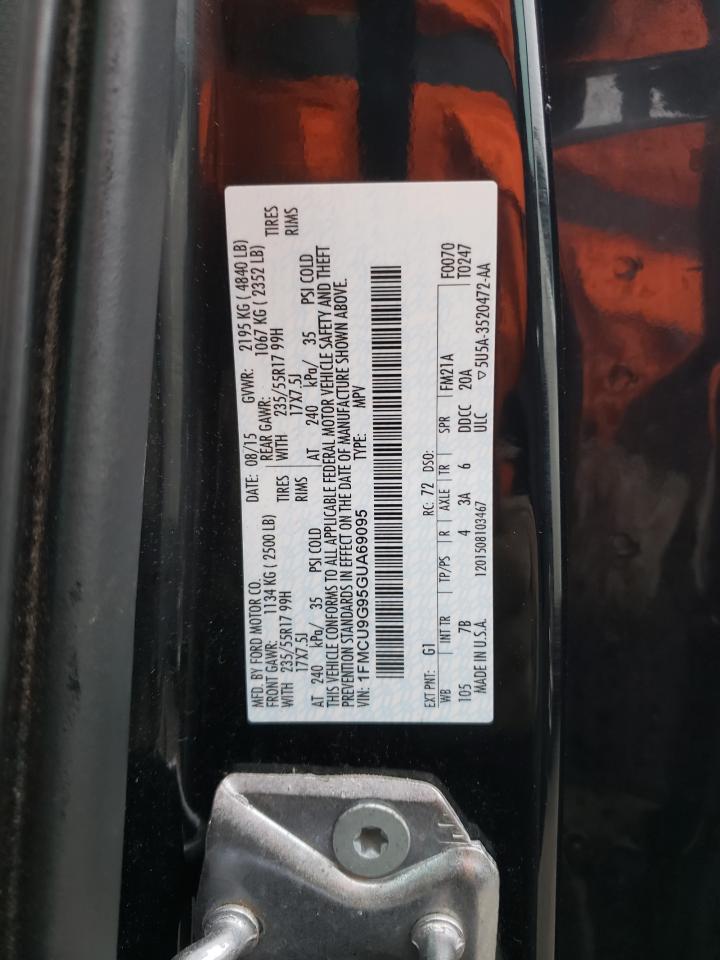 MFD. BY FORD MOTOR CO. DATE: 08/15 GVWR: 2195 KG ( 4840 LB)
FRONT GAWR: 1134 KG ( 2500 LB) REAR GAWR: 1067 KG ( 2352 LB)
WITH 235/55R17 99H TIRES WITH 235/55R17 99H TIRES
17X7.5J RIMS 17X7.5J RIMS
AT 240 kPa/ 35 PSI COLD AT 240 kPa/ 35 PSI COLD
THIS VEHICLE CONFORMS TO ALL APPLICABLE FEDERAL MOTOR VEHICLE SAFETY AND THEFT
PREVENTION STANDARDS IN EFFECT ON THE DATE OF MANUFACTURE SHOWN ABOVE.
VIN: 1FMCU9G95GUA69095 TYPE: MPV
EXT PNT: G1 RC: 72 DSO: F0070
WB INT TR TP/PS R AXLE TR SPR FM21A T0247
105 7B 4 3A 6 DDCC 20A
MADE IN U.S.A. 1201508103467 ULC ▽5U5A-3520472-AA